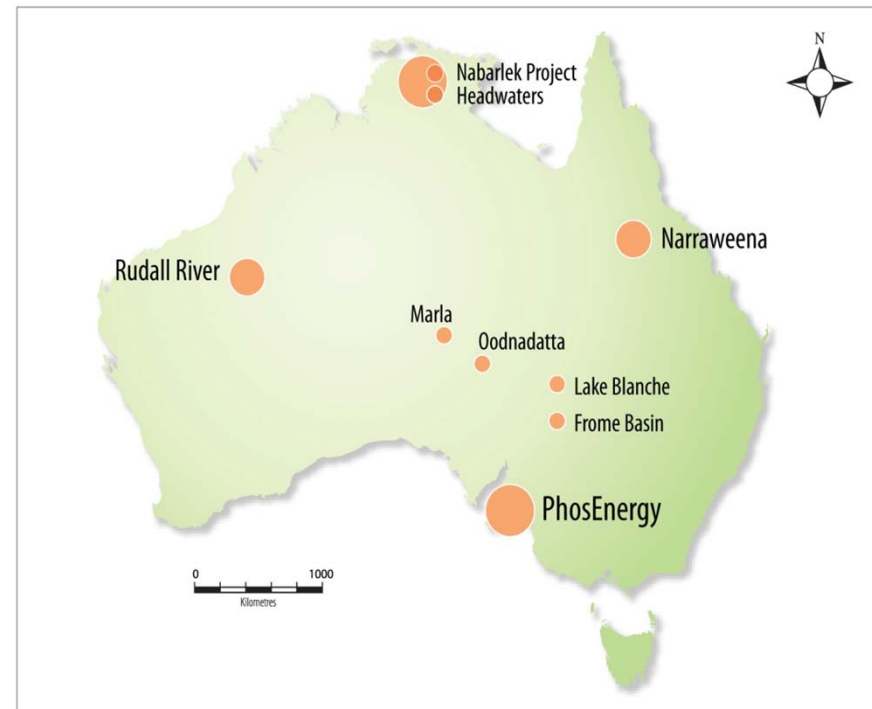 N
Nabarlek Project
Headwaters
Narraweena
Rudall River
Marla
Oodnadatta
Lake Blanche
Frome Basin
PhosEnergy
0 1000
Kilometres